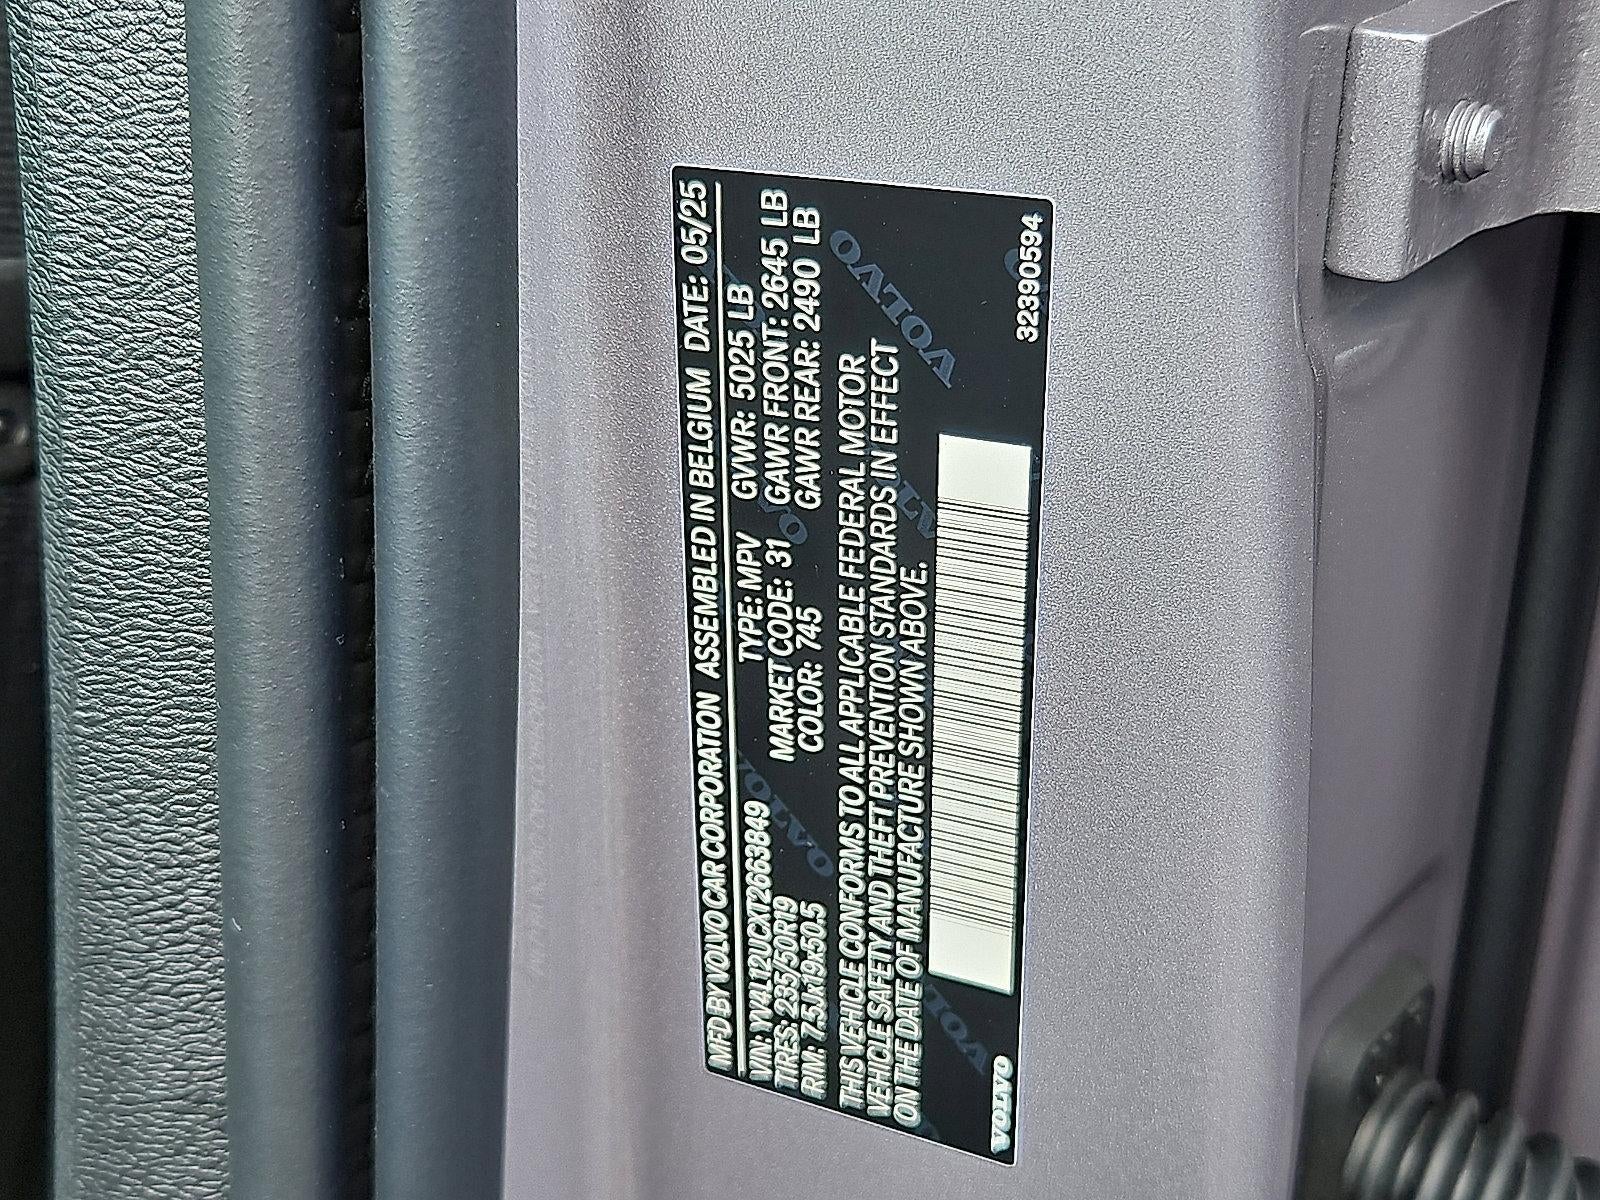 MFD BY VOLVO CAR CORPORATION ASSEMBLED IN BELGIUM DATE: 05/25
VIN: YV4L12UCXT2663849 TYPE: MPV GVWR: 5025 LB
TIRES: 235/50R19 MARKET CODE: 31 GAWR FRONT: 2645 LB
RIM: 7.5Jx19x50.5 COLOR: 745 GAWR REAR: 2490 LB
THIS VEHICLE CONFORMS TO ALL APPLICABLE FEDERAL MOTOR
VEHICLE SAFETY AND THEFT PREVENTION STANDARDS IN EFFECT
ON THE DATE OF MANUFACTURE SHOWN ABOVE.
VOLVO 32390594